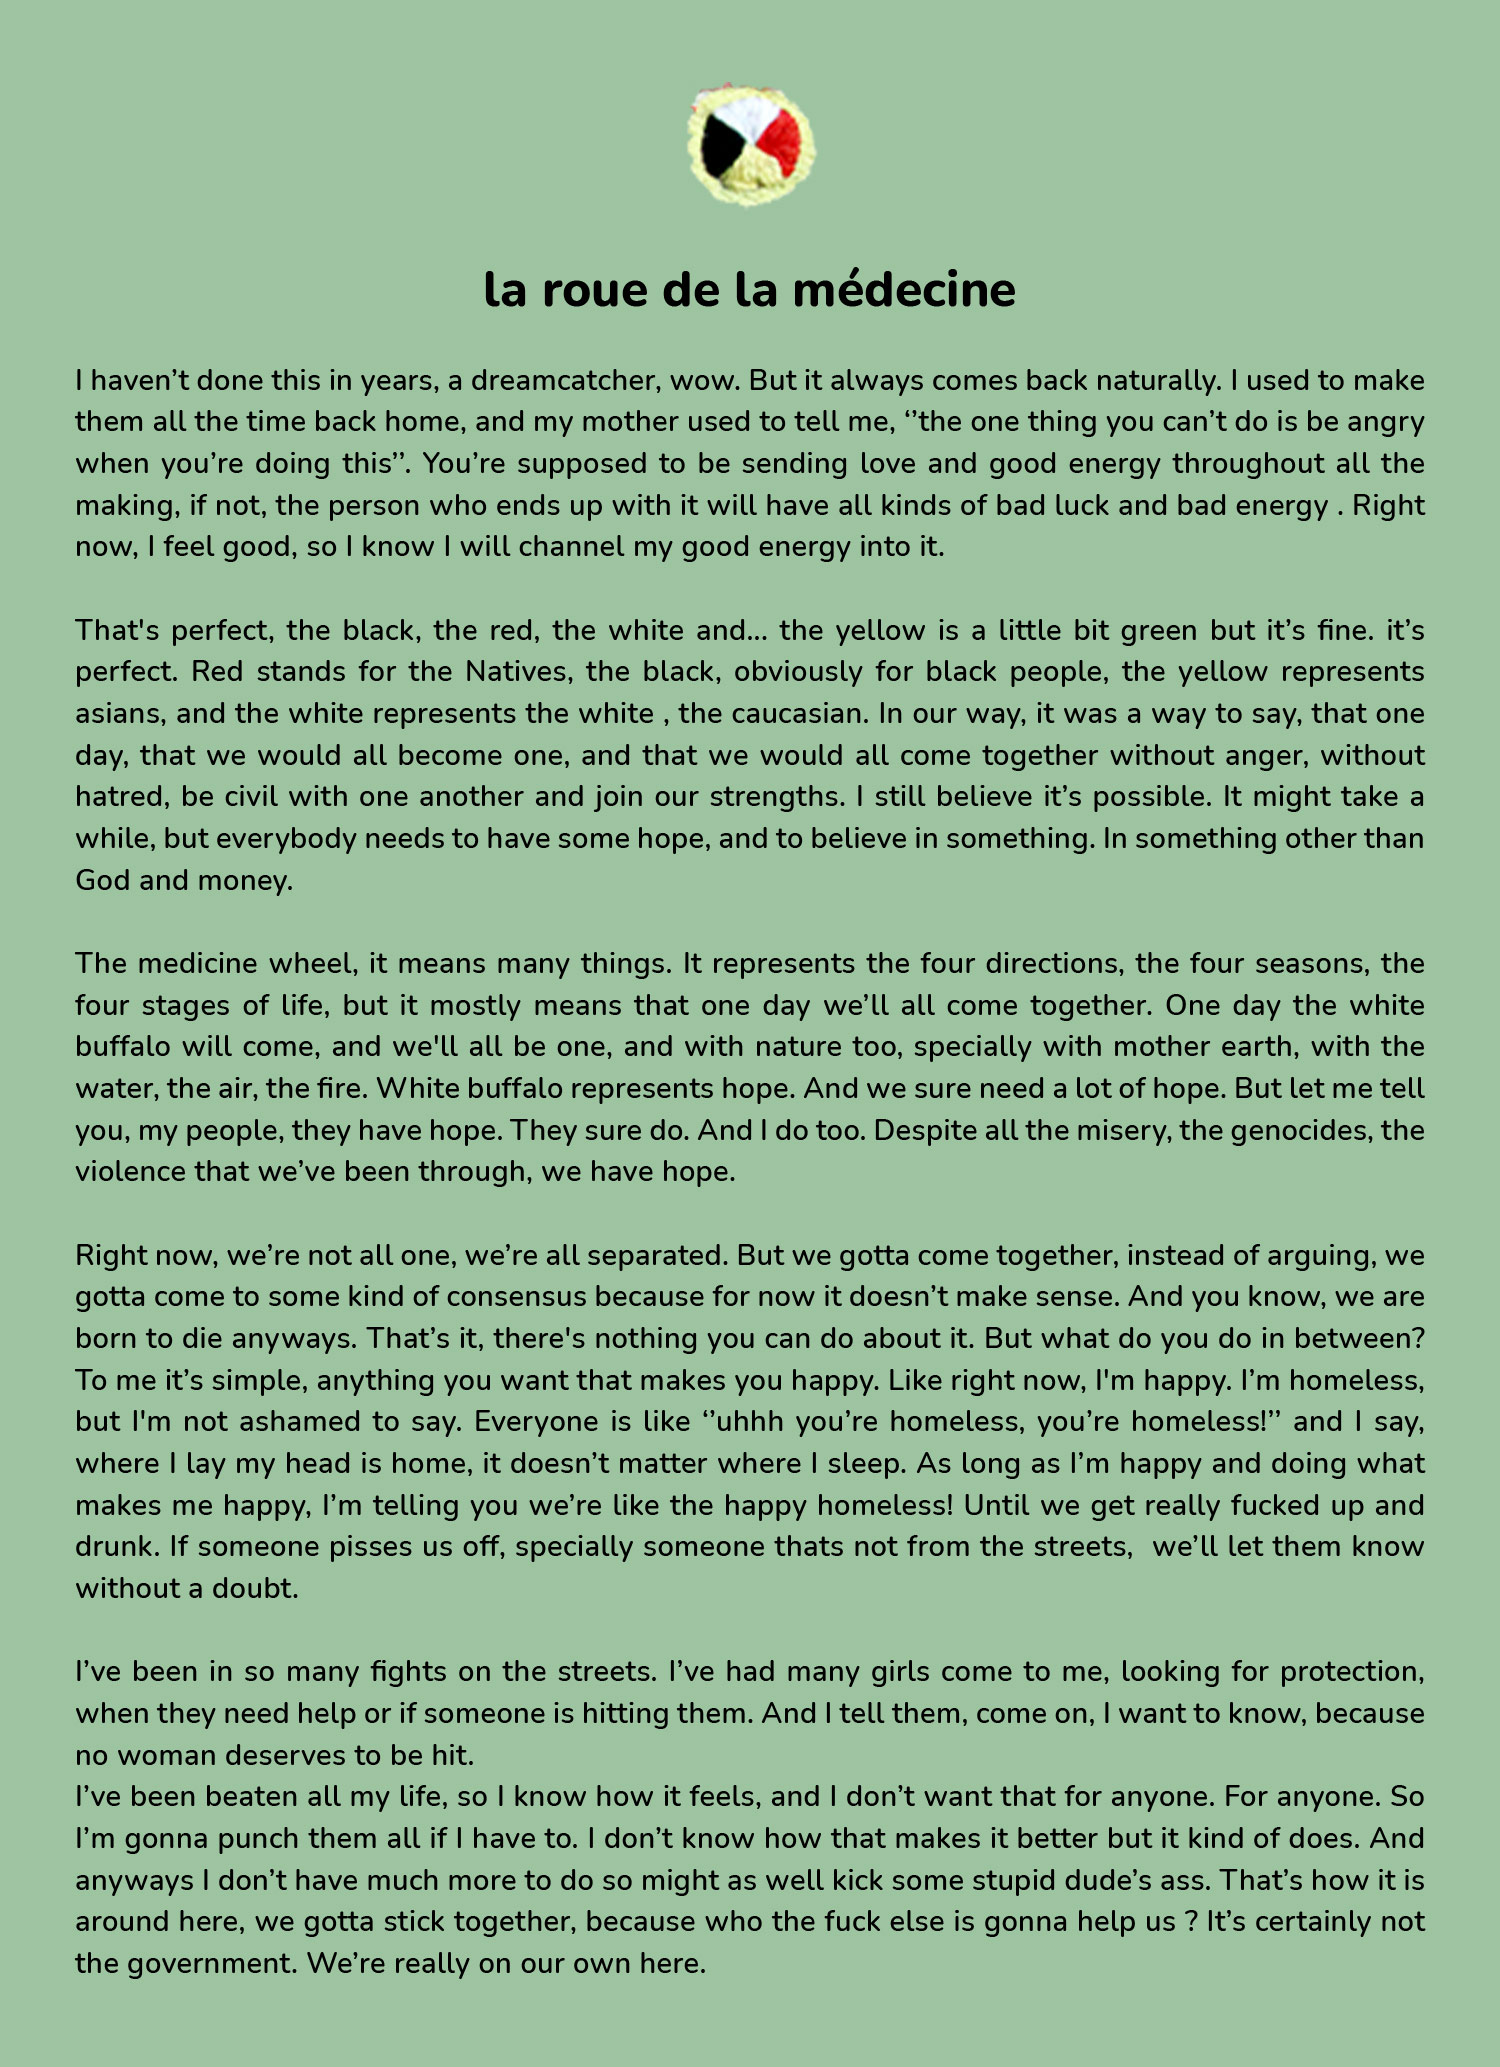 la roue de la médecine
I haven’t done this in years, a dreamcatcher, wow. But it always comes back naturally. I used to make
them all the time back home, and my mother used to tell me, ‘’the one thing you can’t do is be angry
when you’re doing this’’. You’re supposed to be sending love and good energy throughout all the
making, if not, the person who ends up with it will have all kinds of bad luck and bad energy . Right
now, I feel good, so I know I will channel my good energy into it.
That's perfect, the black, the red, the white and... the yellow is a little bit green but it’s fine. it’s
perfect. Red stands for the Natives, the black, obviously for black people, the yellow represents
asians, and the white represents the white , the caucasian. In our way, it was a way to say, that one
day, that we would all become one, and that we would all come together without anger, without
hatred, be civil with one another and join our strengths. I still believe it’s possible. It might take a
while, but everybody needs to have some hope, and to believe in something. In something other than
God and money.
The medicine wheel, it means many things. It represents the four directions, the four seasons, the
four stages of life, but it mostly means that one day we’ll all come together. One day the white
buffalo will come, and we'll all be one, and with nature too, specially with mother earth, with the
water, the air, the fire. White buffalo represents hope. And we sure need a lot of hope. But let me tell
you, my people, they have hope. They sure do. And I do too. Despite all the misery, the genocides, the
violence that we’ve been through, we have hope.
Right now, we’re not all one, we’re all separated. But we gotta come together, instead of arguing, we
gotta come to some kind of consensus because for now it doesn’t make sense. And you know, we are
born to die anyways. That’s it, there's nothing you can do about it. But what do you do in between?
To me it’s simple, anything you want that makes you happy. Like right now, I'm happy. I’m homeless,
but I'm not ashamed to say. Everyone is like ‘’uhhh you’re homeless, you’re homeless!’’ and I say,
where I lay my head is home, it doesn’t matter where I sleep. As long as I’m happy and doing what
makes me happy, I’m telling you we’re like the happy homeless! Until we get really fucked up and
drunk. If someone pisses us off, specially someone thats not from the streets,  we’ll let them know
without a doubt.
I’ve been in so many fights on the streets. I’ve had many girls come to me, looking for protection,
when they need help or if someone is hitting them. And I tell them, come on, I want to know, because
no woman deserves to be hit.
I’ve been beaten all my life, so I know how it feels, and I don’t want that for anyone. For anyone. So
I’m gonna punch them all if I have to. I don’t know how that makes it better but it kind of does. And
anyways I don’t have much more to do so might as well kick some stupid dude’s ass. That’s how it is
around here, we gotta stick together, because who the fuck else is gonna help us ? It’s certainly not
the government. We’re really on our own here.